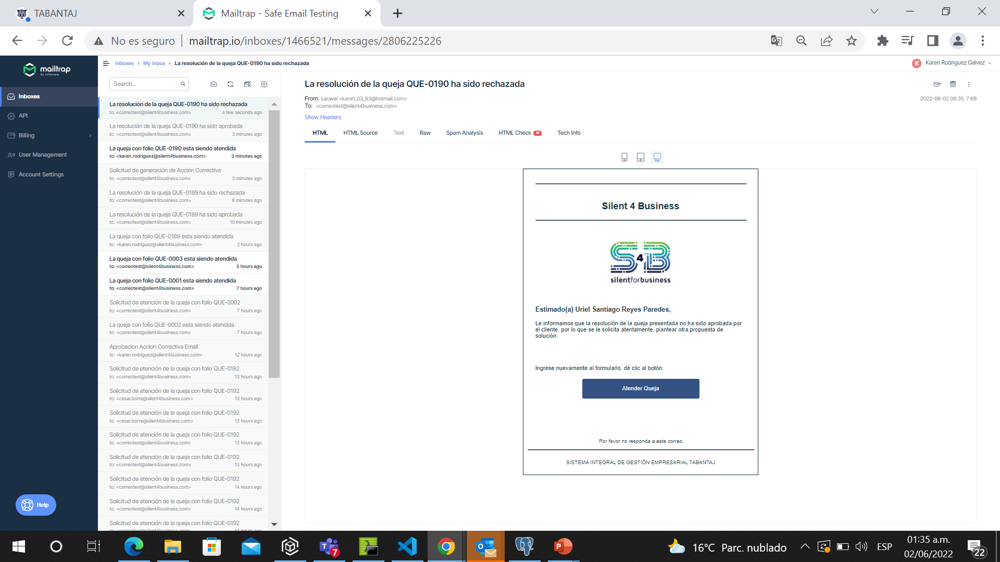 TABANTAJ
Mailtrap - Safe Email Testing
No es seguro
mailtrap.io/inboxes/1466521/messages/2806225226
mailtrap
by railsware
Inboxes
API
Billing
User Management
Account Settings
Help
Inboxes › My Inbox › La resolución de la queja QUE-0190 ha sido rechazada
K Karen Rodriguez Galvez
Search...
La resolución de la queja QUE-0190 ha sido rechazada
to: <correotest@silent4business.com> a few seconds ago
La resolución de la queja QUE-0190 ha sido aprobada
to: <correotest@silent4business.com> 3 minutes ago
La queja con folio QUE-0190 esta siendo atendida
to: <karen.rodriguez@silent4business.com> 3 minutes ago
Solicitud de generación de Acción Correctiva
to: <correotest@silent4business.com> 3 minutes ago
La resolución de la queja QUE-0189 ha sido rechazada
to: <correotest@silent4business.com> 8 minutes ago
La resolución de la queja QUE-0189 ha sido aprobada
to: <correotest@silent4business.com> 10 minutes ago
La queja con folio QUE-0189 esta siendo atendida
to: <karen.rodriguez@silent4business.com> 2 hours ago
La queja con folio QUE-0003 esta siendo atendida
to: <correotest@silent4business.com> 5 hours ago
La queja con folio QUE-0001 esta siendo atendida
to: <correotest@silent4business.com> 7 hours ago
Solicitud de atención de la queja con folio QUE-0002
to: <correotest@silent4business.com> 7 hours ago
La queja con folio QUE-0002 esta siendo atendida
to: <correotest@silent4business.com> 7 hours ago
Aprobacion Accion Correctiva Email
to: <karen.rodriguez@silent4business.com> 12 hours ago
Solicitud de atención de la queja con folio QUE-0192
to: <correotest@silent4business.com> 13 hours ago
Solicitud de atención de la queja con folio QUE-0192
to: <cesar.borre@silent4business.com> 13 hours ago
Solicitud de atención de la queja con folio QUE-0192
to: <cesar.borre@silent4business.com> 13 hours ago
Solicitud de atención de la queja con folio QUE-0192
to: <correotest@silent4business.com> 13 hours ago
Solicitud de atención de la queja con folio QUE-0192
to: <correotest@silent4business.com> 13 hours ago
Solicitud de atención de la queja con folio QUE-0192
to: <correotest@silent4business.com> 14 hours ago
Solicitud de atención de la queja con folio QUE-0192
to: <correotest@silent4business.com> 14 hours ago
Solicitud de atención de la queja con folio QUE-0192
La resolución de la queja QUE-0190 ha sido rechazada
From: Laravel <karen_03_93@hotmail.com>
2022-06-02 06:35, 7 KB
To: <correotest@silent4business.com>
Show Headers
HTML HTML Source Text Raw Spam Analysis HTML Check 11 Tech Info
Silent 4 Business
S4B
silentforbusiness
Estimado(a) Uriel Santiago Reyes Paredes,
Le informamos que la resolución de la queja presentada no ha sido aprobada por
el cliente, por lo que se le solicita atentamente, plantear otra propuesta de
solución.
Ingrese nuevamente al formulario, dé clic al botón:
Atender Queja
Por favor no responda a este correo
SISTEMA INTEGRAL DE GESTIÓN EMPRESARIAL TABANTAJ
7
16°C Parc. nublado
ESP
01:35 a.m.
02/06/2022
22